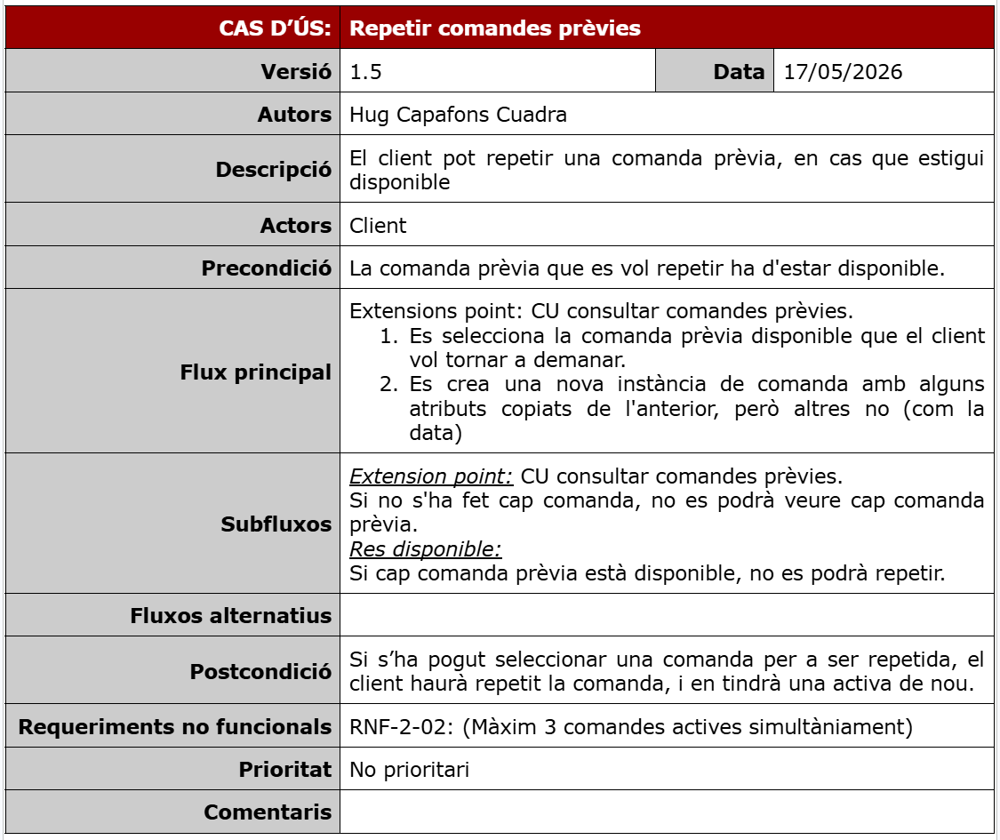 CAS D’ÚS: Repetir comandes prèvies
Versió 1.5 Data 17/05/2026
Autors Hug Capafons Cuadra
Descripció
El client pot repetir una comanda prèvia, en cas que estigui
disponible
Actors Client
Precondició La comanda prèvia que es vol repetir ha d'estar disponible.
Flux principal
Extensions point: CU consultar comandes prèvies.
1. Es selecciona la comanda prèvia disponible que el client
vol tornar a demanar.
2. Es crea una nova instància de comanda amb alguns
atributs copiats de l'anterior, però altres no (com la
data)
Subfluxos
Extension point: CU consultar comandes prèvies.
Si no s'ha fet cap comanda, no es podrà veure cap comanda
prèvia.
Res disponible:
Si cap comanda prèvia està disponible, no es podrà repetir.
Fluxos alternatius
Postcondició
Si s’ha pogut seleccionar una comanda per a ser repetida, el
client haurà repetit la comanda, i en tindrà una activa de nou.
Requeriments no funcionals RNF-2-02: (Màxim 3 comandes actives simultàniament)
Prioritat No prioritari
Comentaris